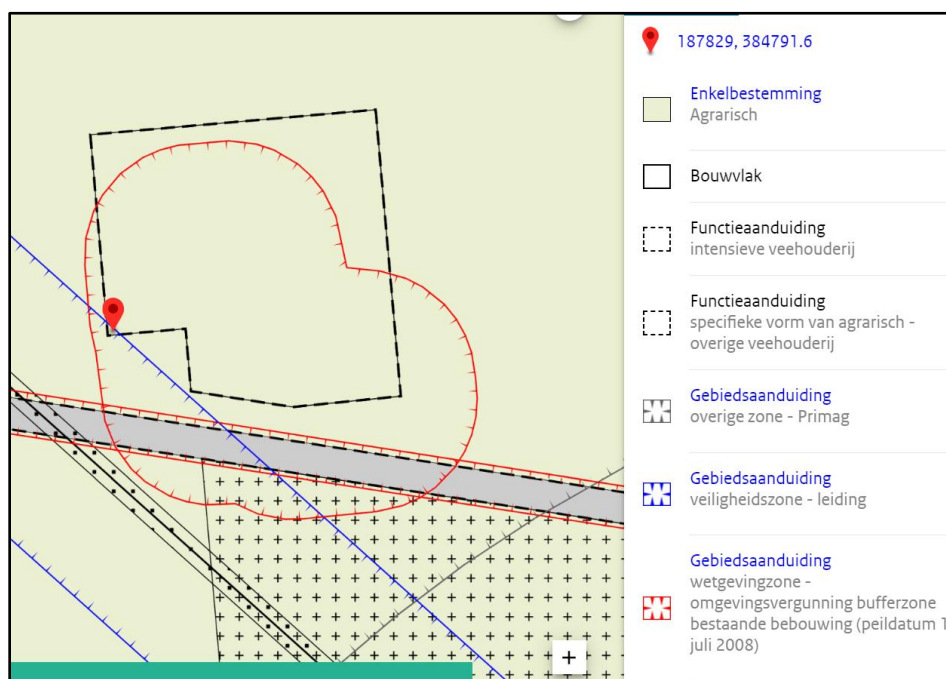 187829, 384791.6
Enkelbestemming
Agrarisch
Bouwvlak
Functieaanduiding
intensieve veehouderij
Functieaanduiding
specifieke vorm van agrarisch -
overige veehouderij
Gebiedsaanduiding
overige zone - Primag
Gebiedsaanduiding
veiligheidszone - leiding
Gebiedsaanduiding
wetgevingzone -
omgevingsvergunning bufferzone
bestaande bebouwing (peildatum 1
juli 2008)
+